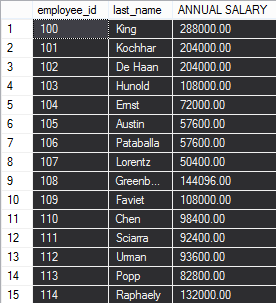 employee_id last_name ANNUAL SALARY
1 100 King 288000.00
2 101 Kochhar 204000.00
3 102 De Haan 204000.00
4 103 Hunold 108000.00
5 104 Ernst 72000.00
6 105 Austin 57600.00
7 106 Pataballa 57600.00
8 107 Lorentz 50400.00
9 108 Greenb... 144096.00
10 109 Faviet 108000.00
11 110 Chen 98400.00
12 111 Sciarra 92400.00
13 112 Urman 93600.00
14 113 Popp 82800.00
15 114 Raphaely 132000.00